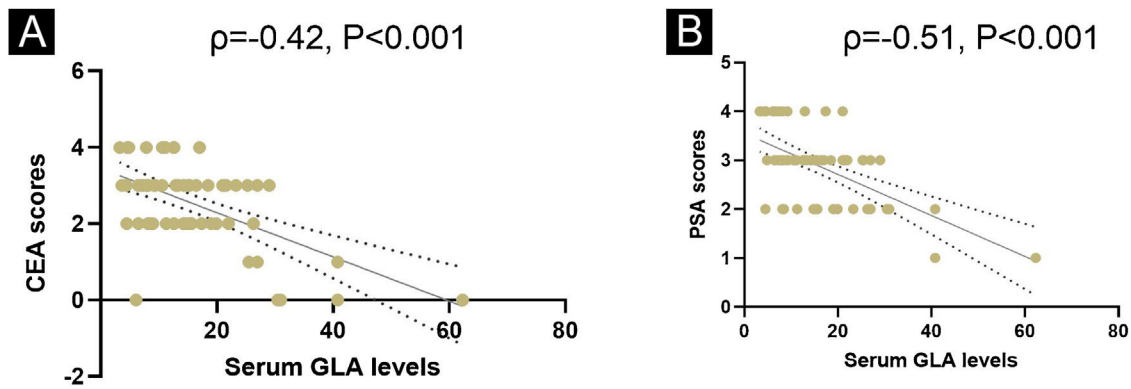 A
ρ=-0.42, P<0.001
6
4
2
0
-2
20
40
60
80
CEA scores
Serum GLA levels
B
ρ=-0.51, P<0.001
5
4
3
2
1
0
0
20
40
60
80
PSA scores
Serum GLA levels